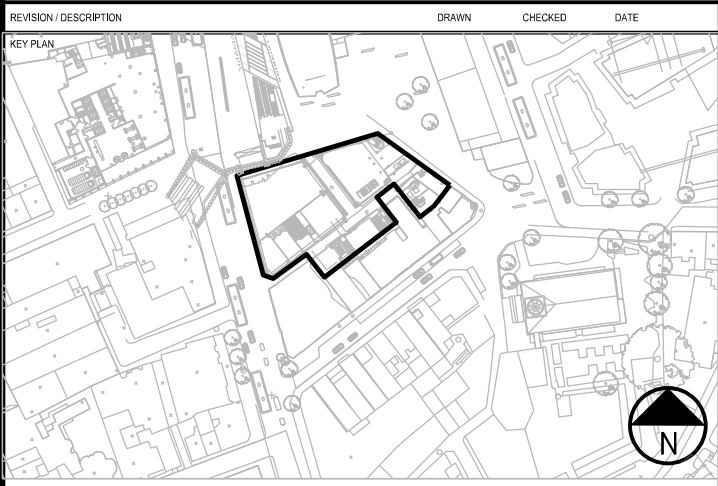 REVISION / DESCRIPTION DRAWN CHECKED DATE
KEY PLAN
N